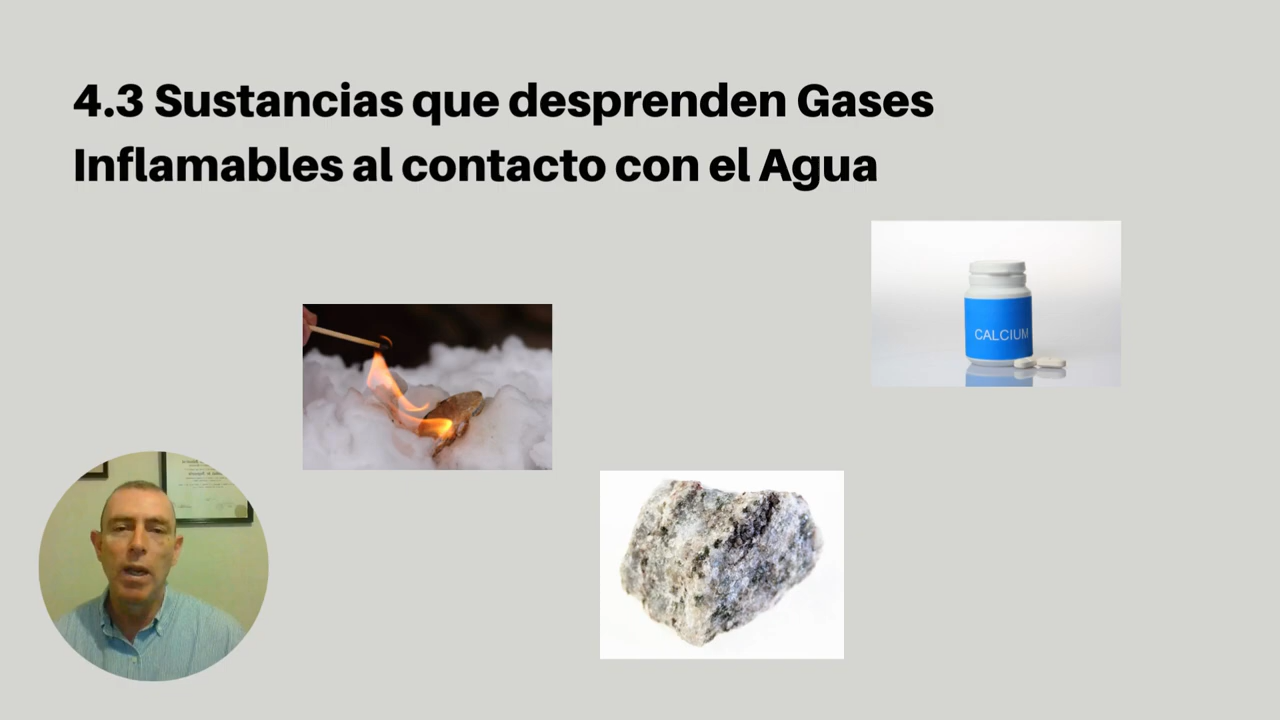 4.3 Sustancias que desprenden Gases
Inflamables al contacto con el Agua
CALCIUM